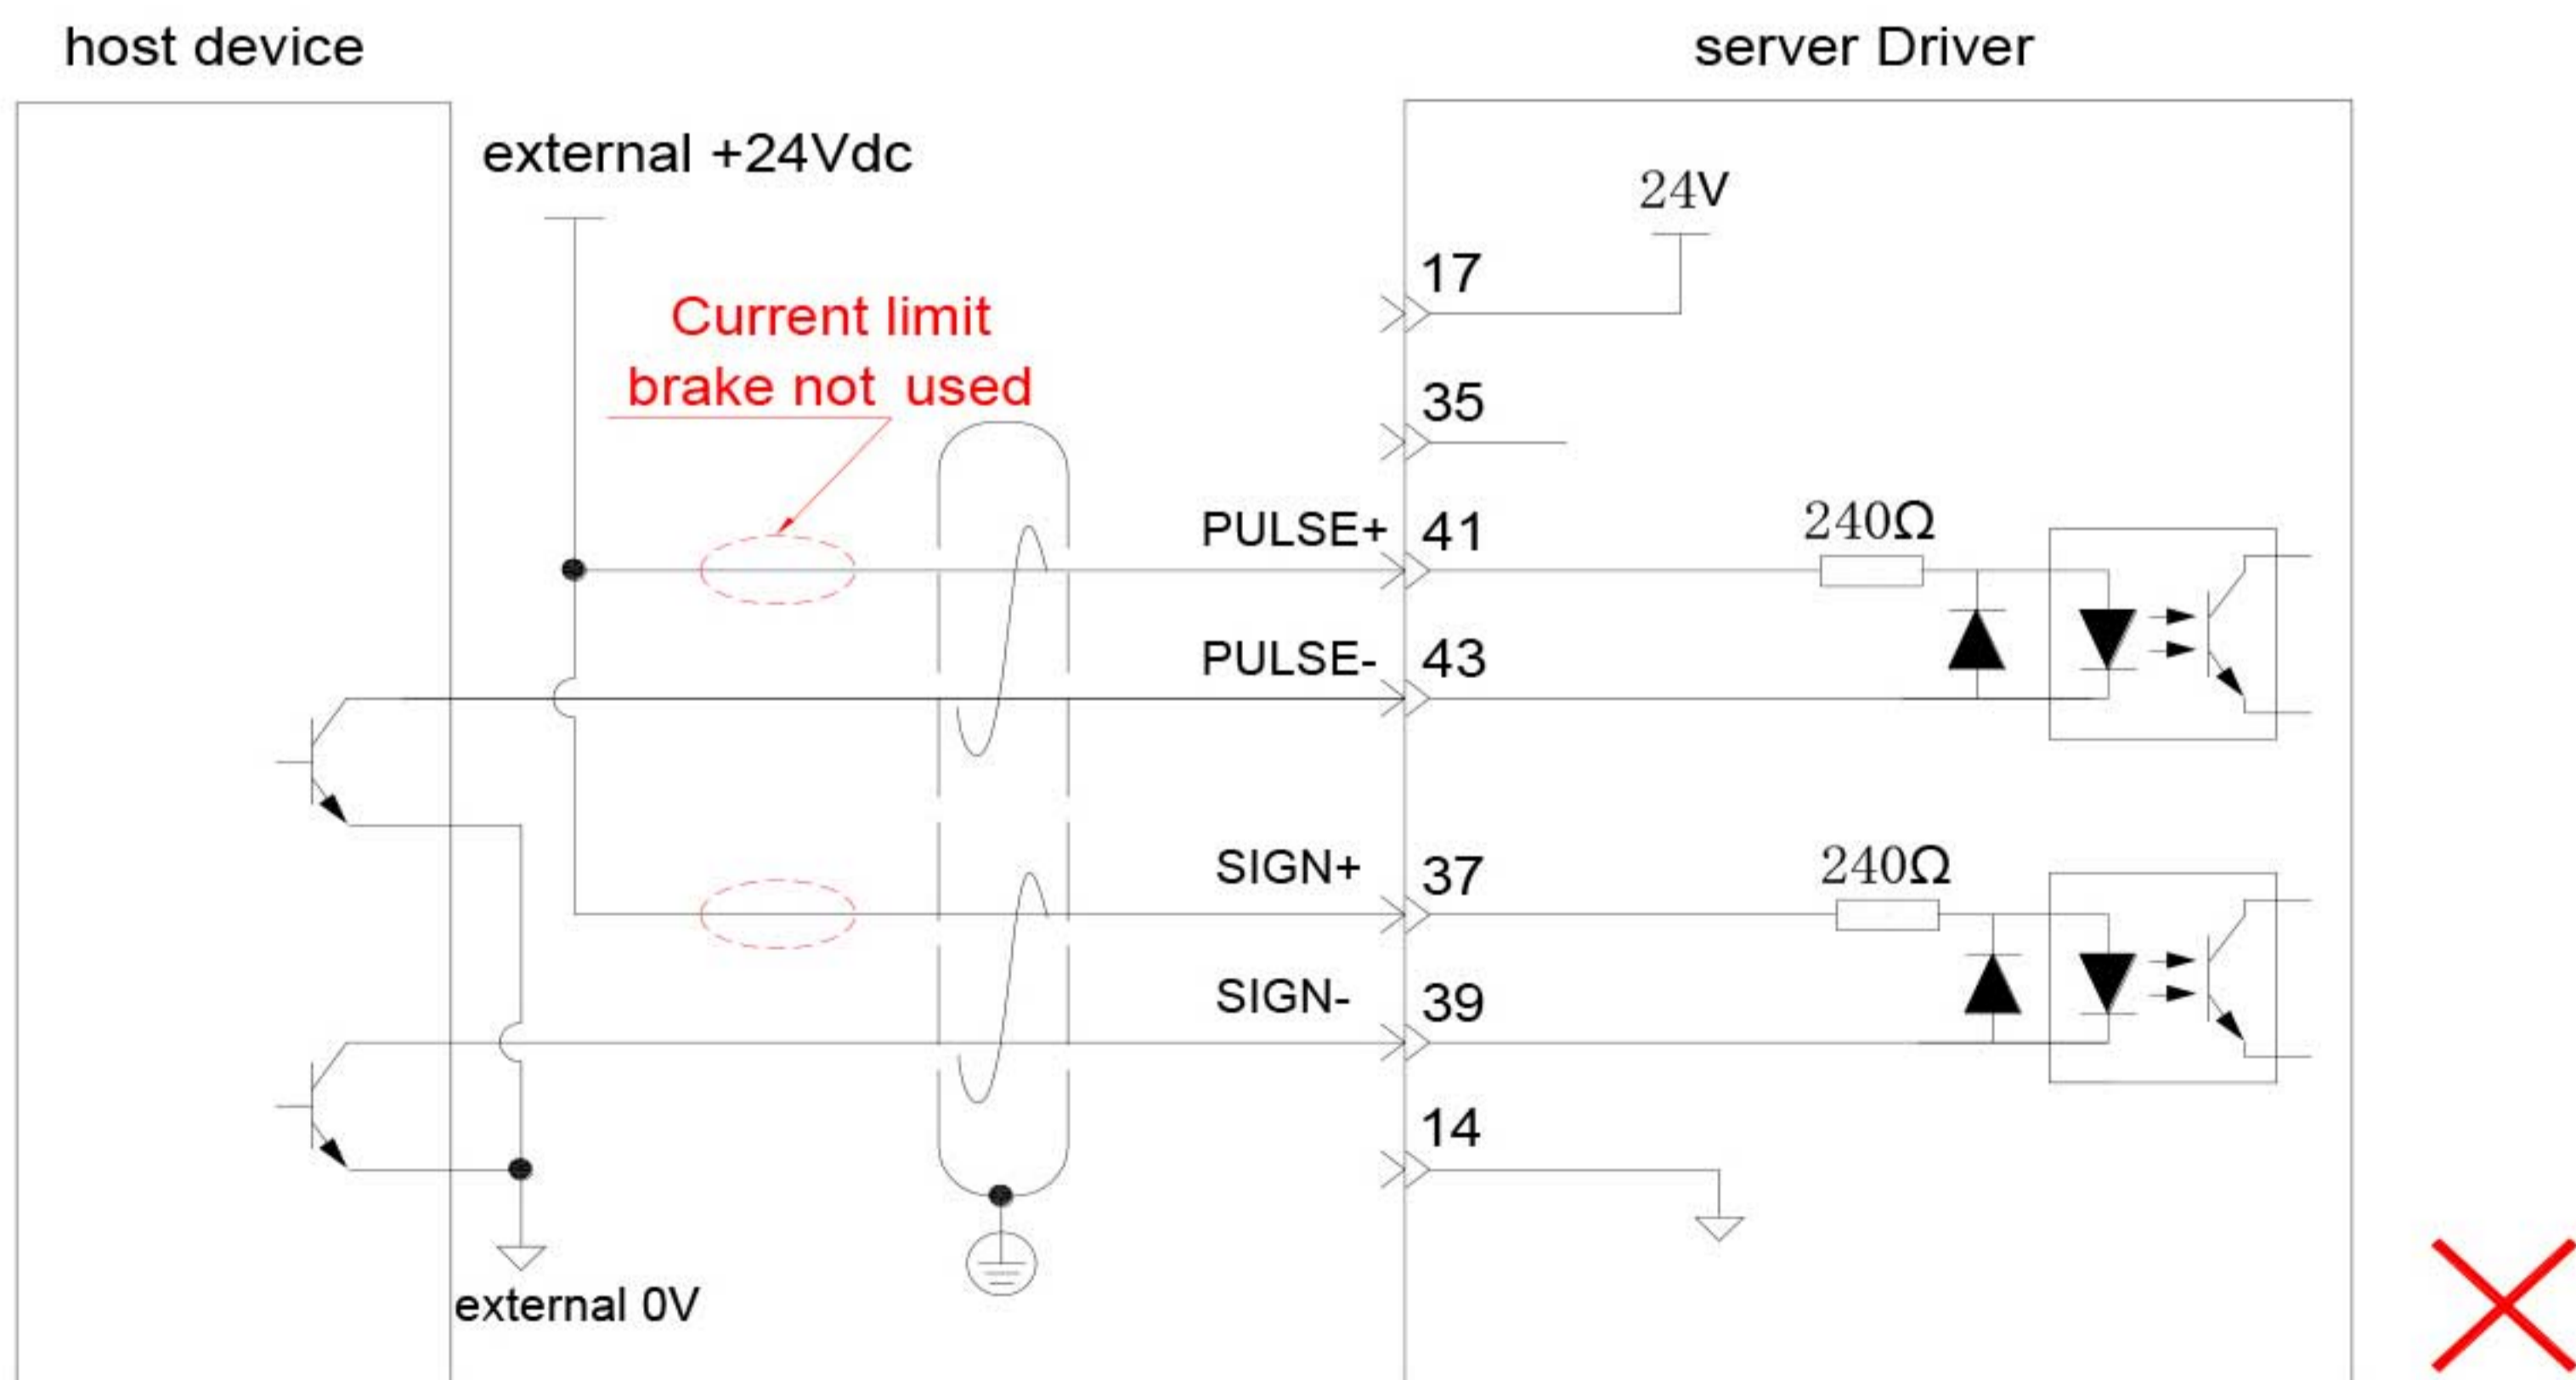 host device
server Driver
external +24Vdc
24V
17
Current limit
brake not used
35
PULSE+ 41
240Ω
PULSE- 43
SIGN+ 37
240Ω
SIGN- 39
14
external 0V